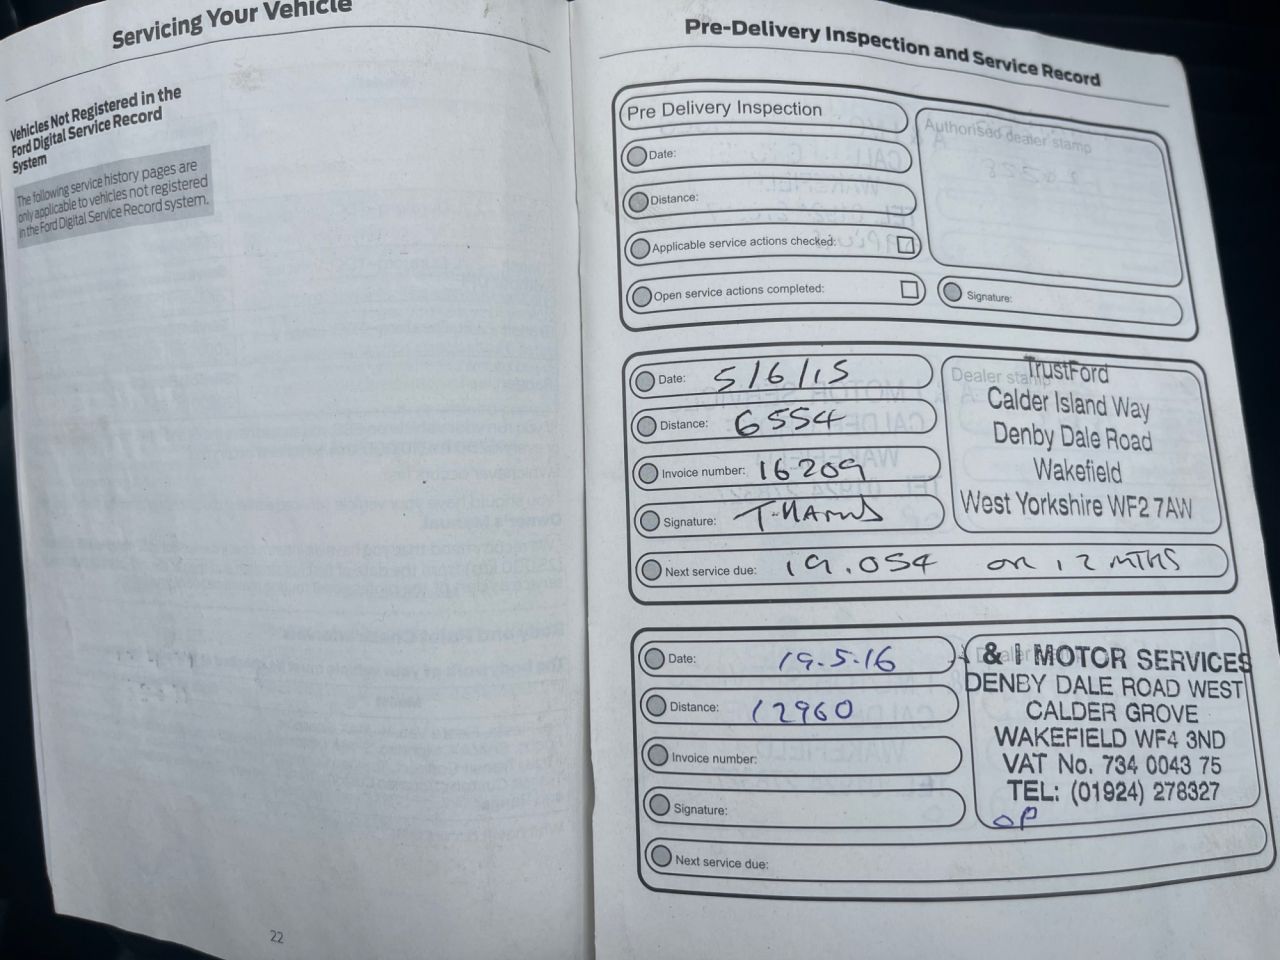 Servicing Your Vehicle
Vehicles Not Registered in the
Ford Digital Service Record
System
The following service history pages are
only applicable to vehicles not registered
in the Ford Digital Service Record system.
22
Pre-Delivery Inspection and Service Record
Pre Delivery Inspection
Date:
Distance:
Applicable service actions checked:
Open service actions completed:
Authorised dealer stamp
Signature:
Date: 5/6/15
Distance: 6554
Invoice number: 16209
Signature:
Next service due: 19.054 or 12 MTHS
Dealer stamp
TrustFord
Calder Island Way
Denby Dale Road
Wakefield
West Yorkshire WF2 7AW
Date: 19.5.16
Distance: 12960
Invoice number:
Signature:
Next service due:
& I MOTOR SERVICES
DENBY DALE ROAD WEST
CALDER GROVE
WAKEFIELD WF4 3ND
VAT No. 734 0043 75
TEL: (01924) 278327
OP